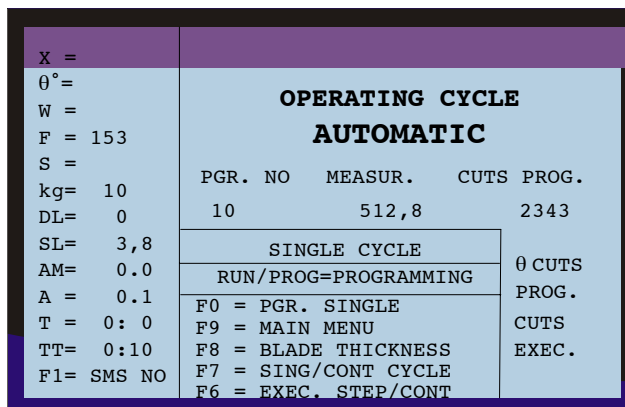 X =
θ°=
W =
F = 153
S =
kg= 10
DL= 0
SL= 3,8
AM= 0.0
A = 0.1
T = 0: 0
TT= 0:10
F1= SMS NO
OPERATING CYCLE
AUTOMATIC
PGR. NO MEASUR. CUTS PROG.
10 512,8 2343
SINGLE CYCLE
RUN/PROG=PROGRAMMING
F0 = PGR. SINGLE
F9 = MAIN MENU
F8 = BLADE THICKNESS
F7 = SING/CONT CYCLE
F6 = EXEC. STEP/CONT
θ CUTS
PROG.
CUTS
EXEC.